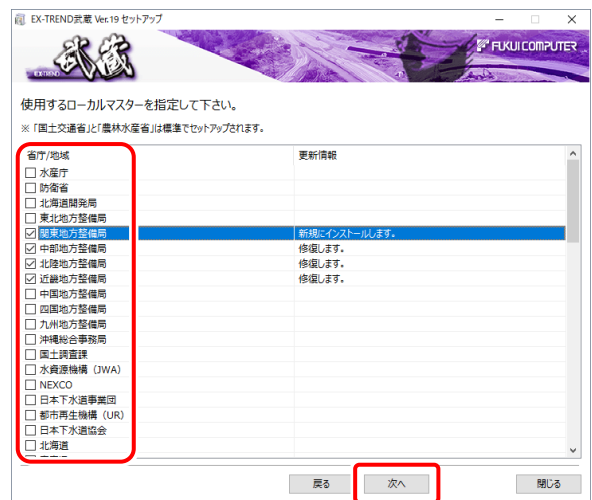 EX-TREND武蔵 Ver.19 セットアップ
EX-TREND 武蔵
FUKUI COMPUTER
使用するローカルマスターを指定して下さい。
※「国土交通省」と「農林水産省」は標準でセットアップされます。
省庁/地域 更新情報
水産庁
防衛省
北海道開発局
東北地方整備局
関東地方整備局 新規にインストールします。
中部地方整備局 修復します。
北陸地方整備局 修復します。
近畿地方整備局 修復します。
中国地方整備局
四国地方整備局
九州地方整備局
沖縄総合事務局
国土調査課
水資源機構（JWA）
NEXCO
日本下水道事業団
都市再生機構（UR）
日本下水道協会
北海道
戻る 次へ 閉じる